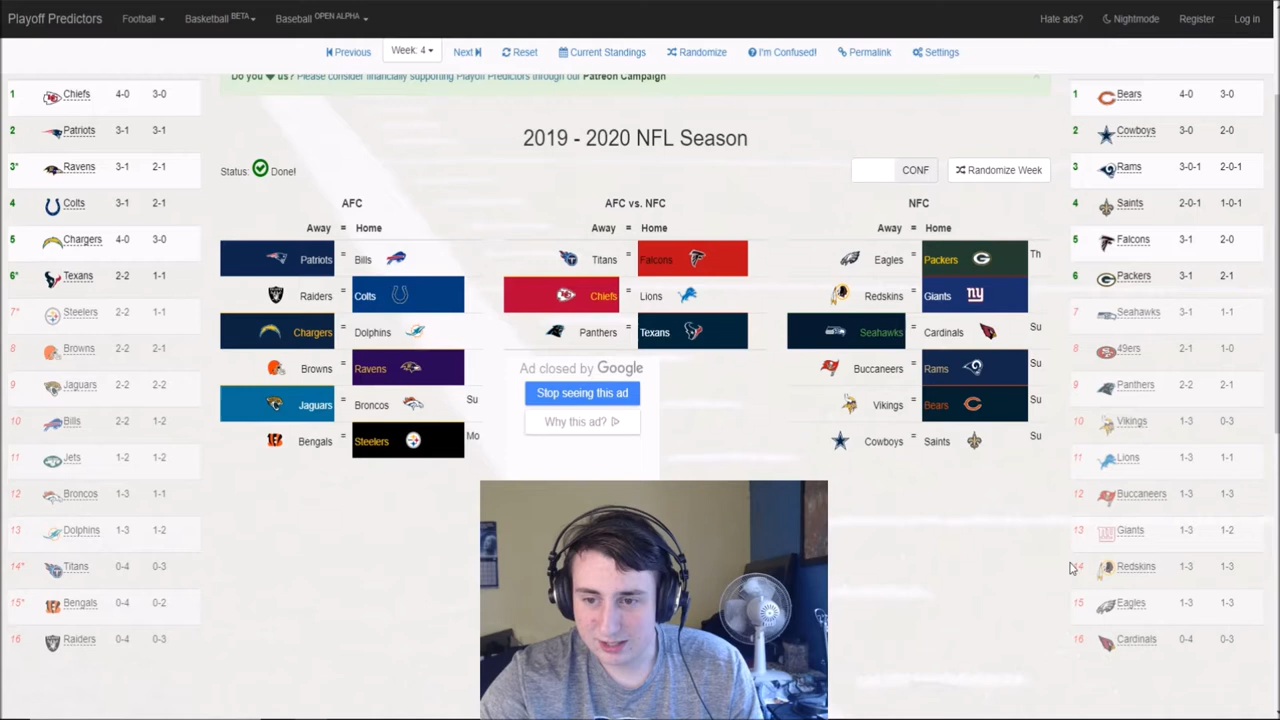 Playoff Predictors Football Basketball BETA Baseball OPEN ALPHA Hate ads? Nightmode Register Log in
Previous Week: 4 Next Reset Current Standings Randomize I'm Confused! Permalink Settings
Do you us? Please consider financially supporting Playoff Predictors through our Patreon Campaign
2019 - 2020 NFL Season
Status: Done! CONF Randomize Week
1 Chiefs 4-0 3-0
2 Patriots 3-1 3-1
3* Ravens 3-1 2-1
4 Colts 3-1 2-1
5 Chargers 4-0 3-0
6* Texans 2-2 1-1
7* Steelers 2-2 1-1
8 Browns 2-2 2-1
9 Jaguars 2-2 2-2
10 Bills 2-2 1-1
11 Jets 1-2 1-2
12 Broncos 1-3 1-1
13 Dolphins 1-3 1-2
14* Titans 0-4 0-3
15* Bengals 0-4 0-2
16 Raiders 0-4 0-3
AFC
Away = Home
Patriots = Bills
Raiders = Colts
Chargers = Dolphins
Browns = Ravens
Jaguars = Broncos Su
Bengals = Steelers Mo
AFC vs. NFC
Away = Home
Titans = Falcons
Chiefs = Lions
Panthers = Texans
Ad closed by Google
Stop seeing this ad
Why this ad?
NFC
Away = Home
Eagles = Packers Th
Redskins = Giants
Seahawks = Cardinals Su
Buccaneers = Rams Su
Vikings = Bears Su
Cowboys = Saints Su
1 Bears 4-0 3-0
2 Cowboys 3-0 2-0
3 Rams 3-0-1 2-0-1
4 Saints 2-0-1 1-0-1
5 Falcons 3-1 2-0
6 Packers 3-1 2-1
7 Seahawks 3-1 1-1
8 49ers 2-1 1-0
9 Panthers 2-2 2-1
10 Vikings 1-3 0-3
11 Lions 1-3 1-3
12 Buccaneers 1-3 1-3
13 Giants 1-3 1-2
Redskins 1-3 1-3
15 Eagles 1-3 1-3
16 Cardinals 0-4 0-3